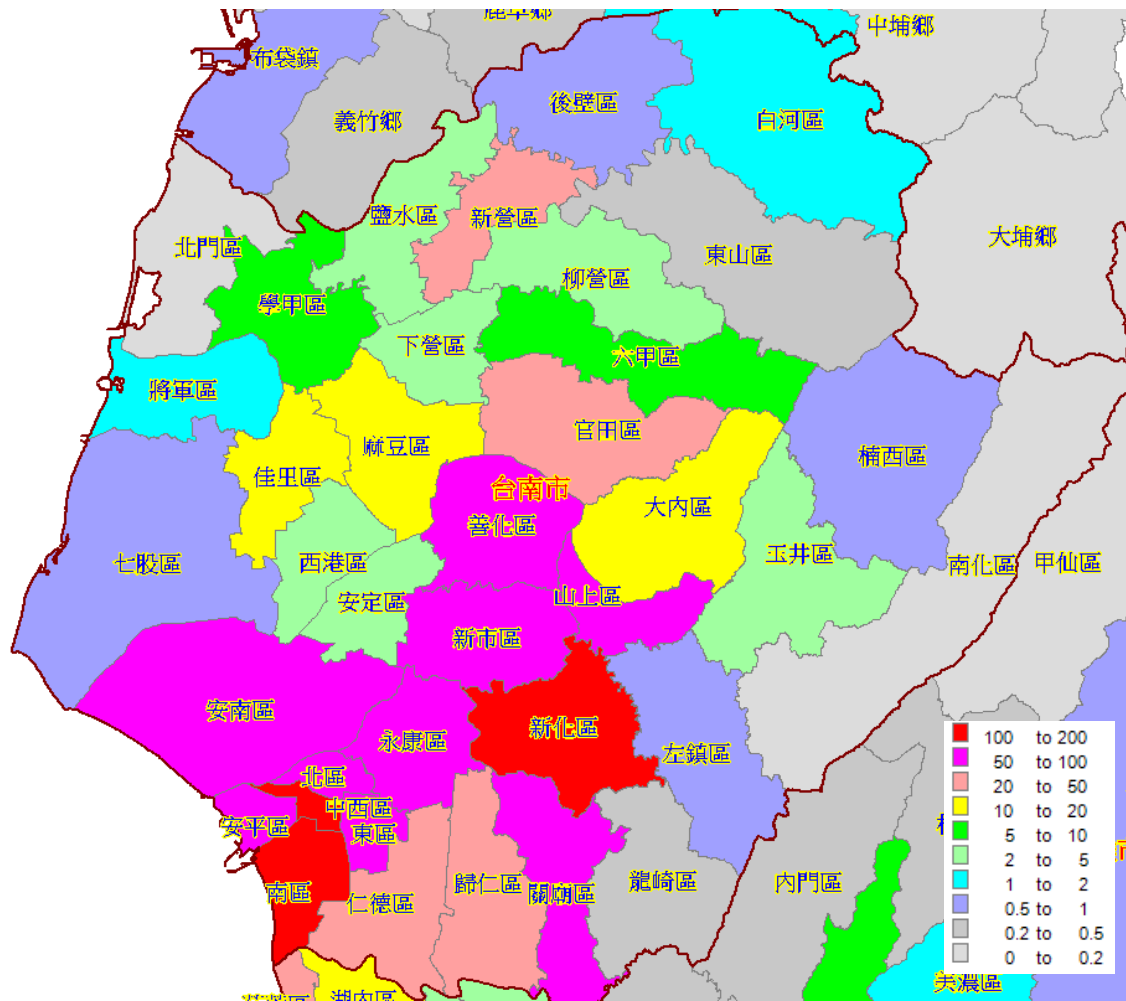 中埔鄉
布袋鎮
後壁區
白河區
義竹鄉
鹽水區
新營區
北門區
東山區
大埔鄉
柳營區
學甲區
下營區
六甲區
將軍區
麻豆區
官田區
楠西區
佳里區
台南市
善化區
大內區
西港區
玉井區
七股區
南化區
甲仙區
安定區
山上區
新市區
安南區
永康區
新化區
左鎮區
北區
中西區
安平區
東區
南區
仁德區
歸仁區
關廟區
龍崎區
內門區
湖內區
美濃區
100 to 200
50 to 100
20 to 50
10 to 20
5 to 10
2 to 5
1 to 2
0.5 to 1
0.2 to 0.5
0 to 0.2